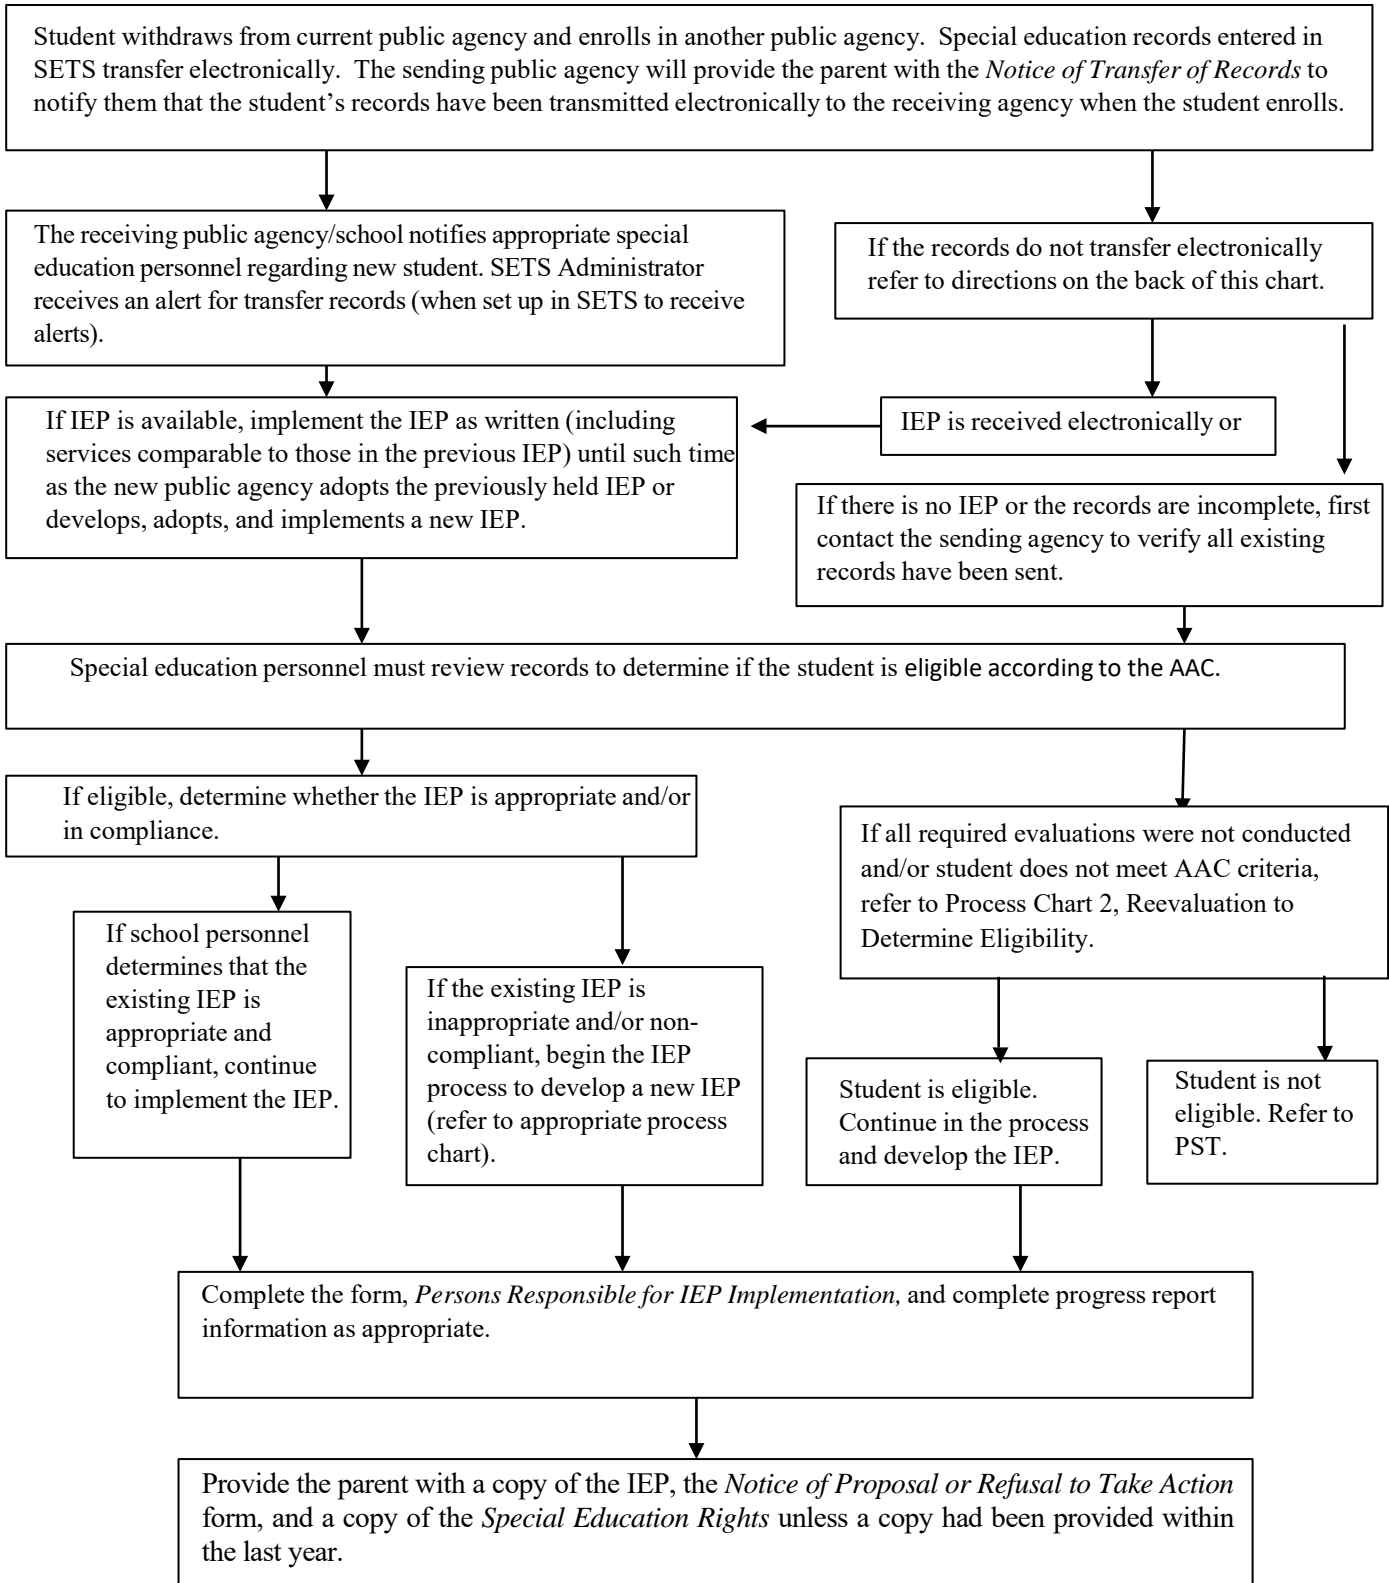 Student withdraws from current public agency and enrolls in another public agency.  Special education records entered in
SETS transfer electronically.  The sending public agency will provide the parent with the Notice of Transfer of Records to
notify them that the student’s records have been transmitted electronically to the receiving agency when the student enrolls.
The receiving public agency/school notifies appropriate special
education personnel regarding new student. SETS Administrator
receives an alert for transfer records (when set up in SETS to receive
alerts).
If the records do not transfer electronically
refer to directions on the back of this chart.
If IEP is available, implement the IEP as written (including
services comparable to those in the previous IEP) until such time
as the new public agency adopts the previously held IEP or
develops, adopts, and implements a new IEP.
IEP is received electronically or
If there is no IEP or the records are incomplete, first
contact the sending agency to verify all existing
records have been sent.
Special education personnel must review records to determine if the student is eligible according to the AAC.
If eligible, determine whether the IEP is appropriate and/or
in compliance.
If all required evaluations were not conducted
and/or student does not meet AAC criteria,
refer to Process Chart 2, Reevaluation to
Determine Eligibility.
If school personnel
determines that the
existing IEP is
appropriate and
compliant, continue
to implement the IEP.
If the existing IEP is
inappropriate and/or non-
compliant, begin the IEP
process to develop a new IEP
(refer to appropriate process
chart).
Student is eligible.
Continue in the process
and develop the IEP.
Student is not
eligible. Refer to
PST.
Complete the form, Persons Responsible for IEP Implementation, and complete progress report
information as appropriate.
Provide the parent with a copy of the IEP, the Notice of Proposal or Refusal to Take Action
form, and a copy of the Special Education Rights unless a copy had been provided within
the last year.